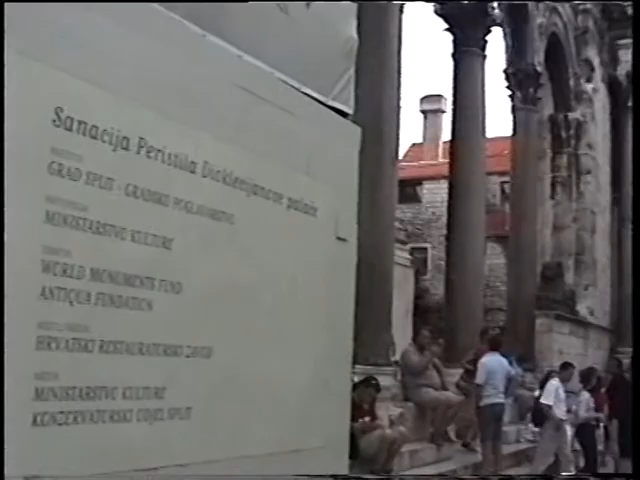 Sanacija Peristila Dioklecijanove palače
GRAD SPLIT - GRADSKO POGLAVARSTVO
MINISTARSTVO KULTURE
WORLD MONUMENTS FUND
ANTIQUA FUNDATION
HRVATSKI RESTAURATORSKI ZAVOD
MINISTARSTVO KULTURE
KONZERVATORSKI ODJEL SPLIT